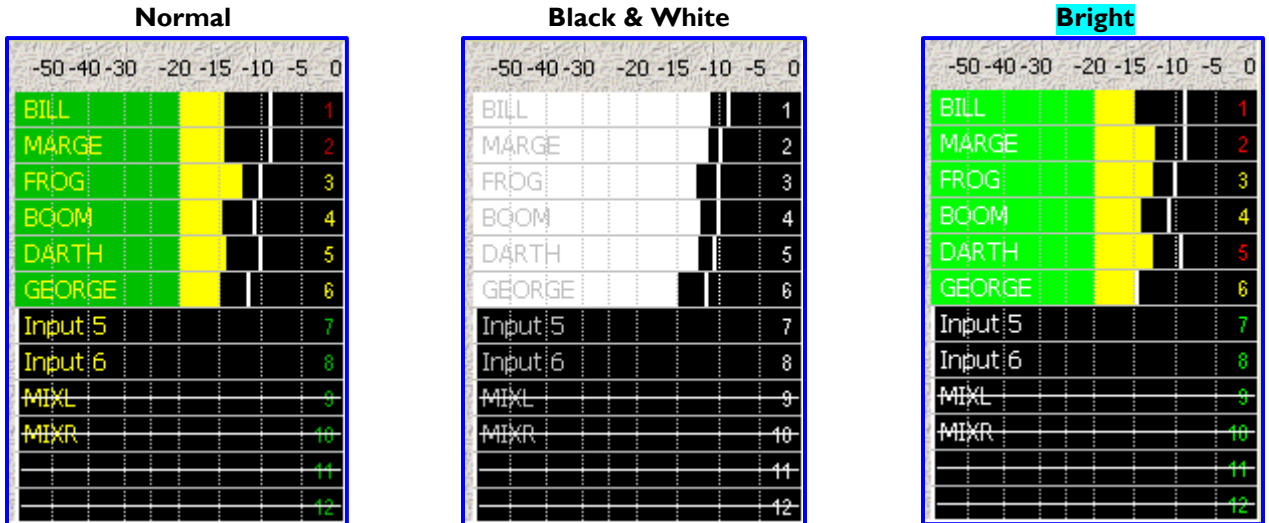 Normal
-50 -40 -30 -20 -15 -10 -5 0
BILL 1
MARGE 2
FROG 3
BOOM 4
DARTH 5
GEORGE 6
Input 5 7
Input 6 8
MIXL 9
MIXR 10
11
12
Black & White
-50 -40 -30 -20 -15 -10 -5 0
BILL 1
MARGE 2
FROG 3
BOOM 4
DARTH 5
GEORGE 6
Input 5 7
Input 6 8
MIXL 9
MIXR 10
11
12
Bright
-50 -40 -30 -20 -15 -10 -5 0
BILL 1
MARGE 2
FROG 3
BOOM 4
DARTH 5
GEORGE 6
Input 5 7
Input 6 8
MIXL 9
MIXR 10
11
12